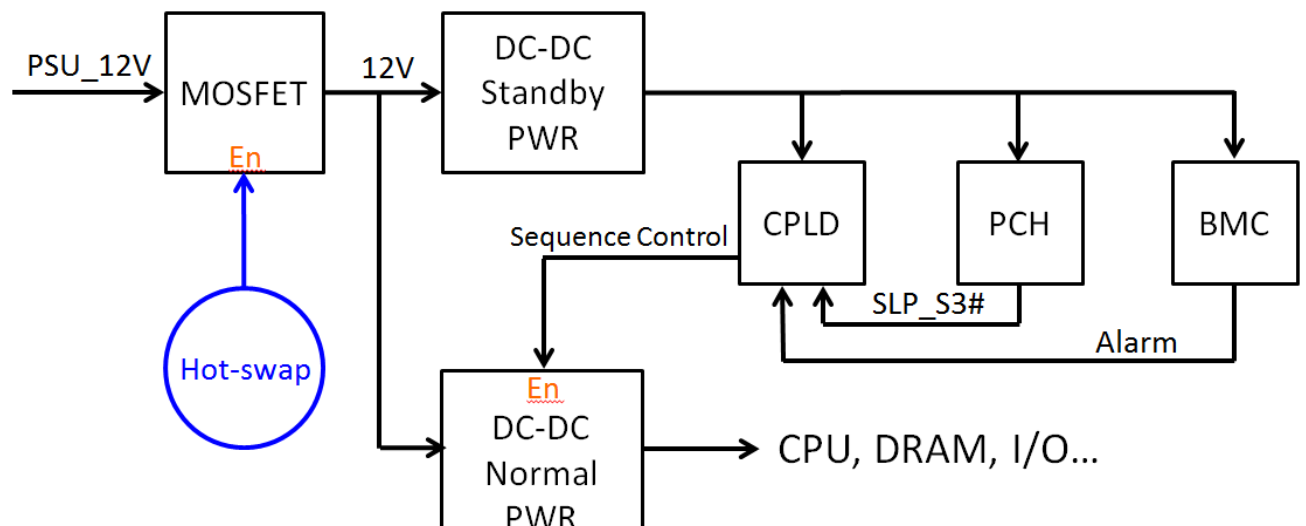 PSU_12V
MOSFET
En
12V
DC-DC
Standby
PWR
CPLD
PCH
BMC
Sequence Control
SLP_S3#
Alarm
Hot-swap
En
DC-DC
Normal
PWR
CPU, DRAM, I/O...